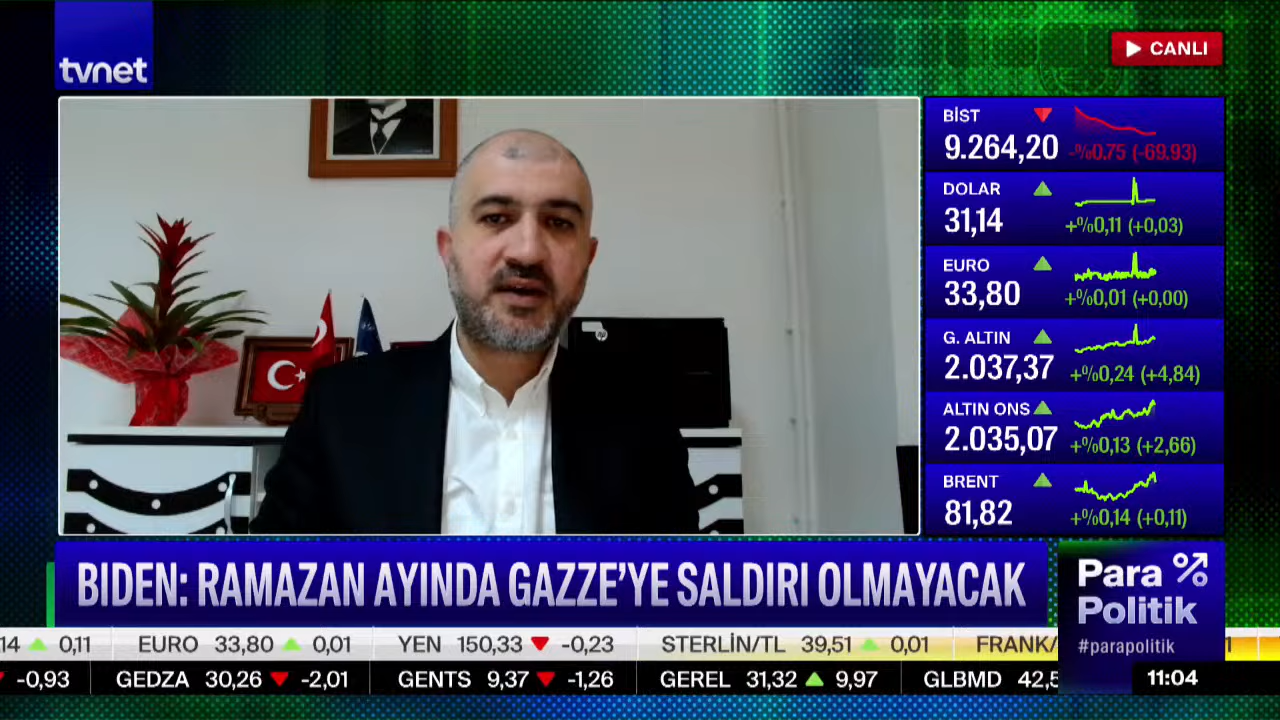 tvnet
CANLI
BİST
9.264,20
-%0.75 (-69.93)
DOLAR
31,14
+%0,11 (+0,03)
EURO
33,80
+%0,01 (+0,00)
G. ALTIN
2.037,37
+%0,24 (+4,84)
ALTIN ONS
2.035,07
+%0,13 (+2,66)
BRENT
81,82
+%0,14 (+0,11)
hp
BIDEN: RAMAZAN AYINDA GAZZE'YE SALDIRI OLMAYACAK
Para %
Politik
#parapolitik
14 0,11 EURO 33,80 0,01 YEN 150,33 -0,23 STERLİN/TL 39,51 0,01 FRANK/
-0,93 GEDZA 30,26 -2,01 GENTS 9,37 -1,26 GEREL 31,32 9,97 GLBMD 42,5
11:04